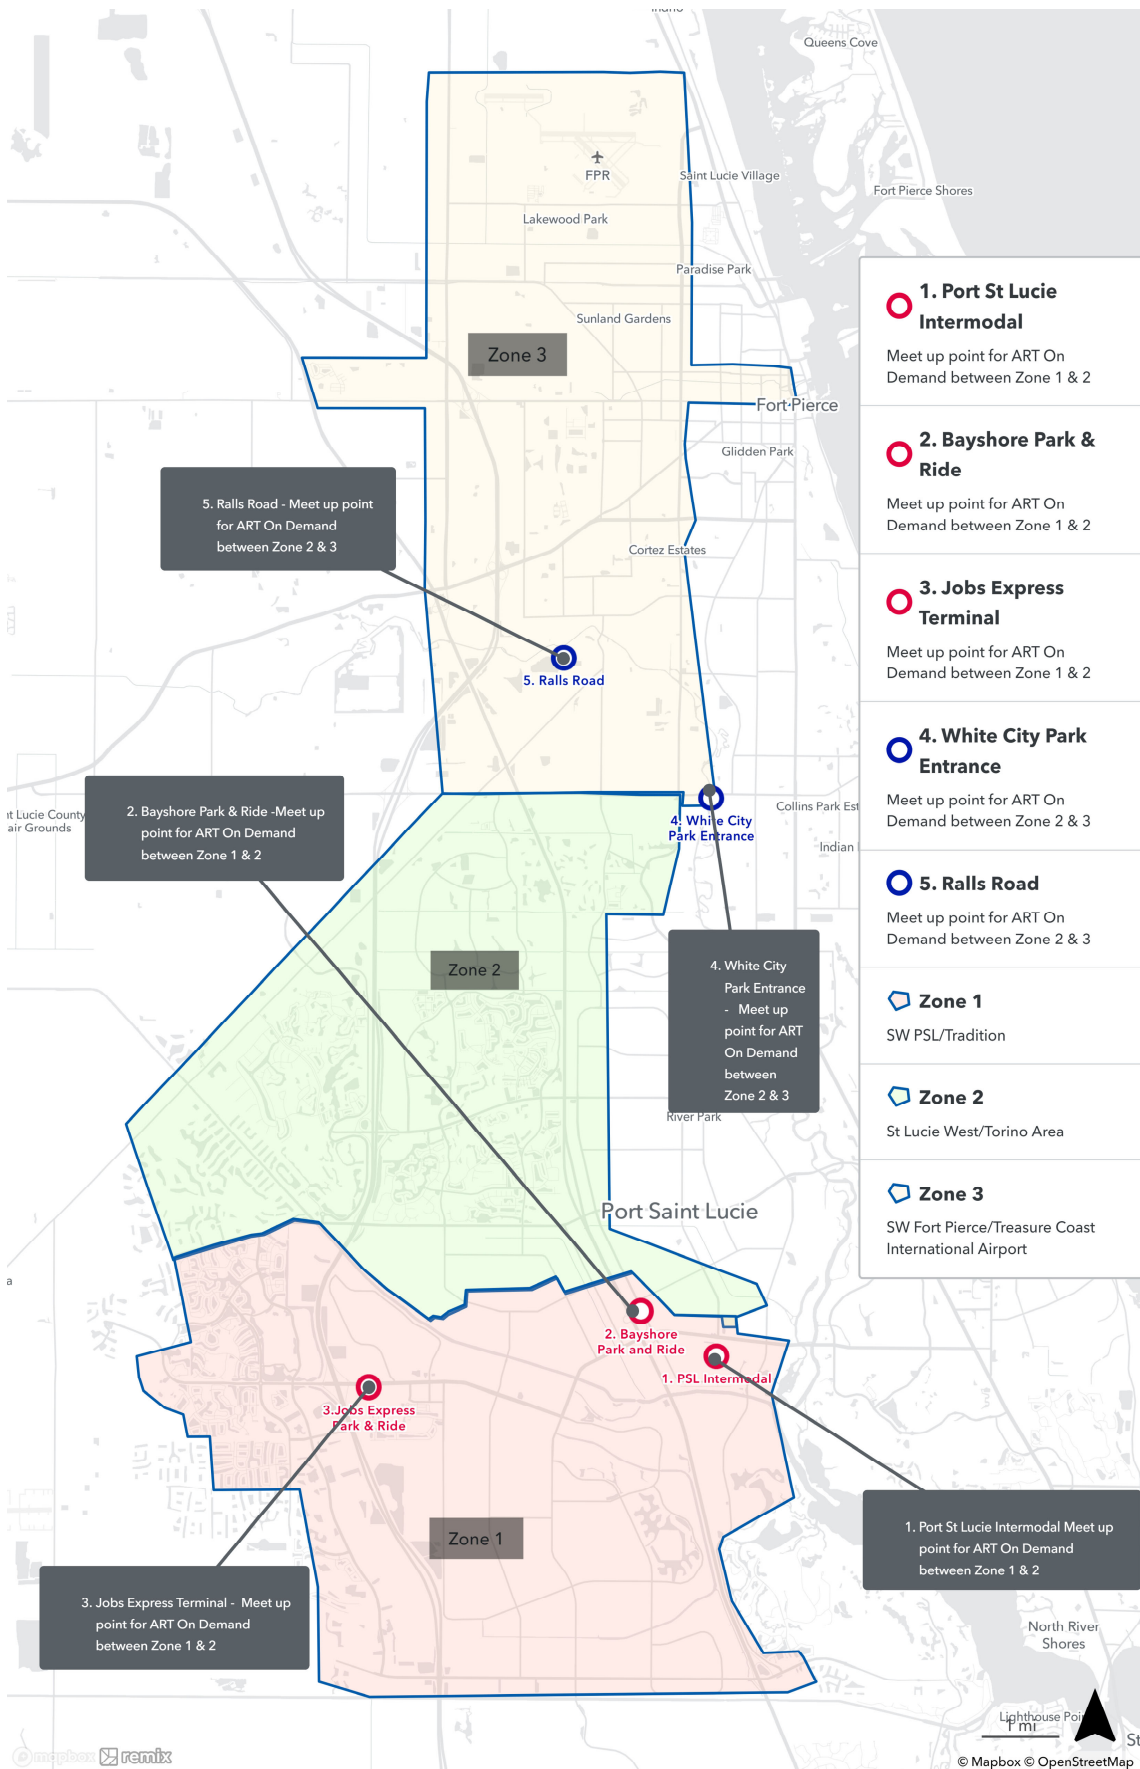 Queens Cove
FPR
Saint Lucie Village
Fort Pierce Shores
Lakewood Park
Paradise Park
Sunland Gardens
Zone 3
Fort Pierce
Glidden Park
5. Ralls Road - Meet up point
for ART On Demand
between Zone 2 & 3
Cortez Estates
5. Ralls Road
2. Bayshore Park & Ride -Meet up
point for ART On Demand
between Zone 1 & 2
nt Lucie County
air Grounds
Collins Park Est
4. White City
Park Entrance
Indian
Zone 2
4. White City
Park Entrance
- Meet up
point for ART
On Demand
between
Zone 2 & 3
River Park
Port Saint Lucie
a
2. Bayshore
Park and Ride
1. PSL Intermodal
3.Jobs Express
Park & Ride
Zone 1
1. Port St Lucie Intermodal Meet up
point for ART On Demand
between Zone 1 & 2
3. Jobs Express Terminal - Meet up
point for ART On Demand
between Zone 1 & 2
North River
Shores
Lighthouse Poi
1 mi
St
mapbox remix
© Mapbox © OpenStreetMap
1. Port St Lucie
Intermodal
Meet up point for ART On
Demand between Zone 1 & 2
2. Bayshore Park &
Ride
Meet up point for ART On
Demand between Zone 1 & 2
3. Jobs Express
Terminal
Meet up point for ART On
Demand between Zone 1 & 2
4. White City Park
Entrance
Meet up point for ART On
Demand between Zone 2 & 3
5. Ralls Road
Meet up point for ART On
Demand between Zone 2 & 3
Zone 1
SW PSL/Tradition
Zone 2
St Lucie West/Torino Area
Zone 3
SW Fort Pierce/Treasure Coast
International Airport